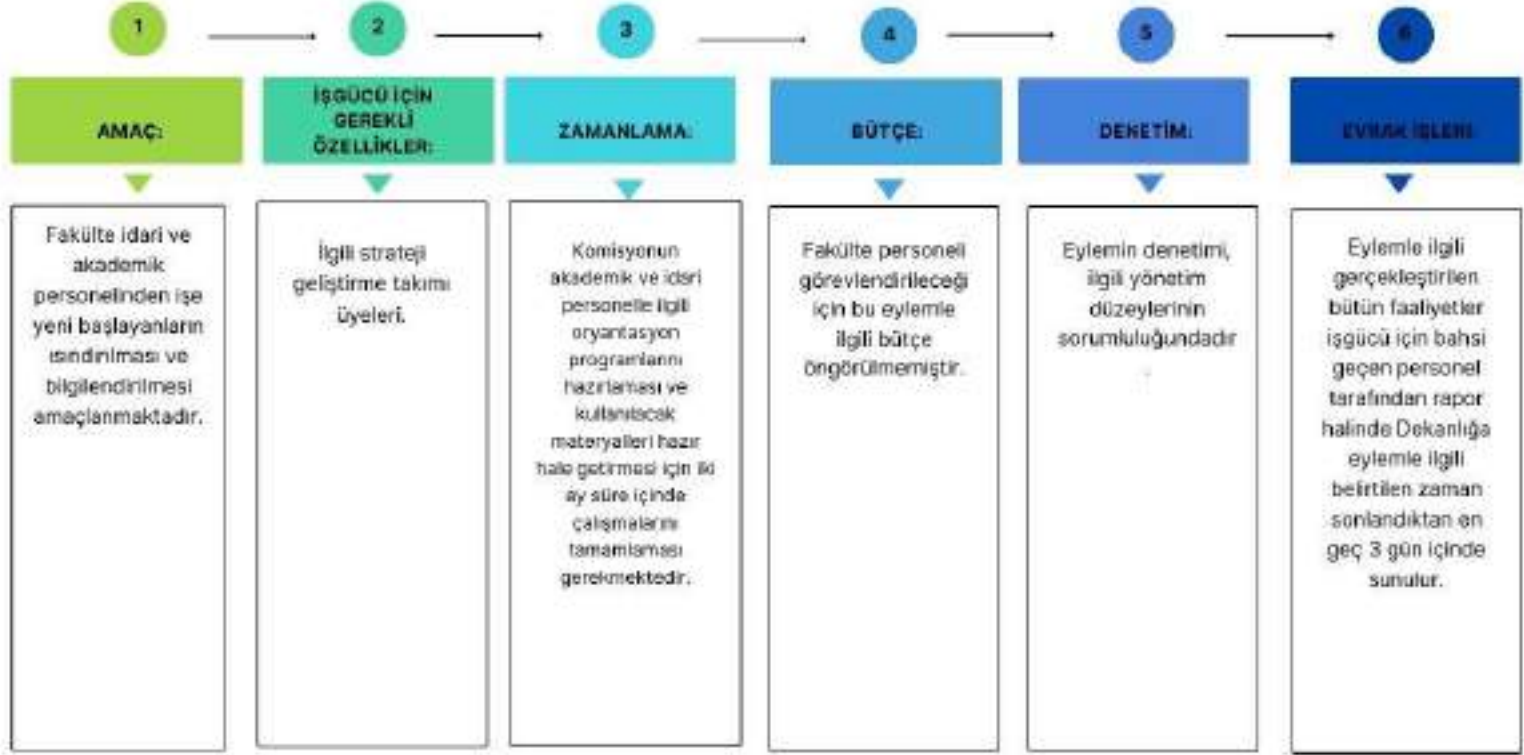 1
2
3
4
5
6
AMAÇ:
İŞGÜCÜ İÇİN
GEREKLİ
ÖZELLİKLER:
ZAMANLAMA:
BÜTÇE:
DENETİM:
EVRAK İŞLERİ:
Fakülte idari ve
akademik
personelinden işe
yeni başlayanların
ısındırılması ve
bilgilendirilmesi
amaçlanmaktadır.
İlgili strateji
geliştirme takımı
üyeleri.
Komisyonun
akademik ve idari
personelle ilgili
oryantasyon
programlarını
hazırlaması ve
kullanılacak
materyalleri hazır
hale getirmesi için iki
ay süre içinde
çalışmalarını
tamamlaması
gerekmektedir.
Fakülte personeli
görevlendirileceği
için bu eylemle
ilgili bütçe
öngörülmemiştir.
Eylemin denetimi,
ilgili yönetim
düzeylerinin
sorumluluğundadır
.
Eylemle ilgili
gerçekleştirilen
bütün faaliyetler
işgücü için bahsi
geçen personel
tarafından rapor
halinde Dekanlığa
eylemle ilgili
belirtilen zaman
sonlandıktan en
geç 3 gün içinde
sunulur.